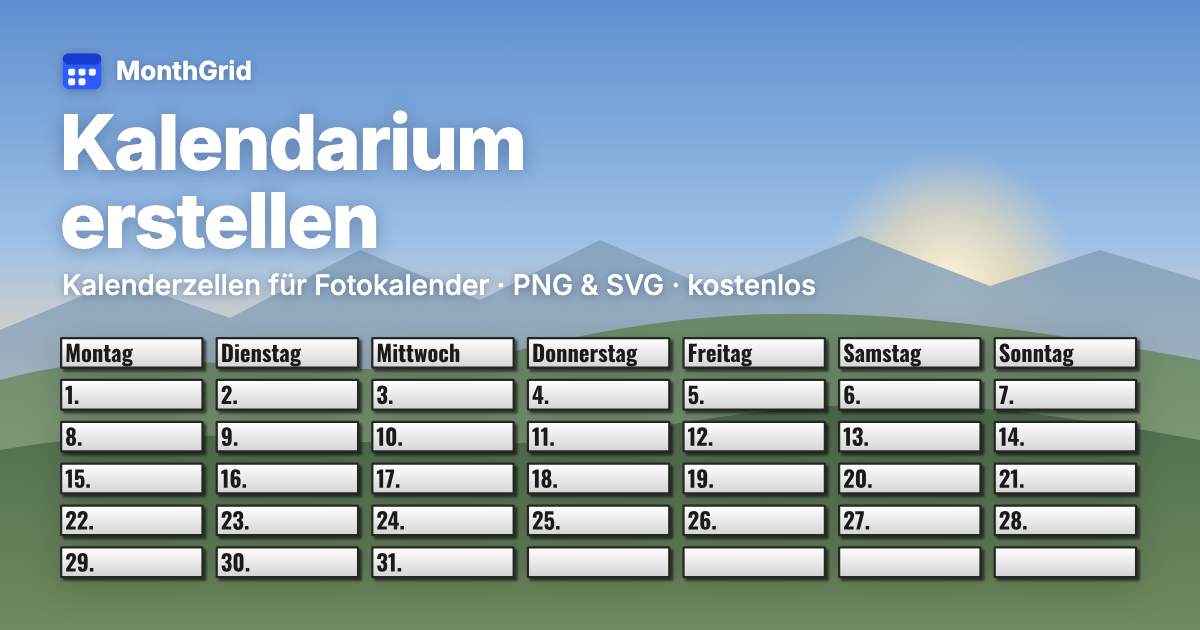 MonthGrid
Kalendarium
erstellen
Kalenderzellen für Fotokalender · PNG & SVG · kostenlos
Montag Dienstag Mittwoch Donnerstag Freitag Samstag Sonntag
1. 2. 3. 4. 5. 6. 7.
8. 9. 10. 11. 12. 13. 14.
15. 16. 17. 18. 19. 20. 21.
22. 23. 24. 25. 26. 27. 28.
29. 30. 31.